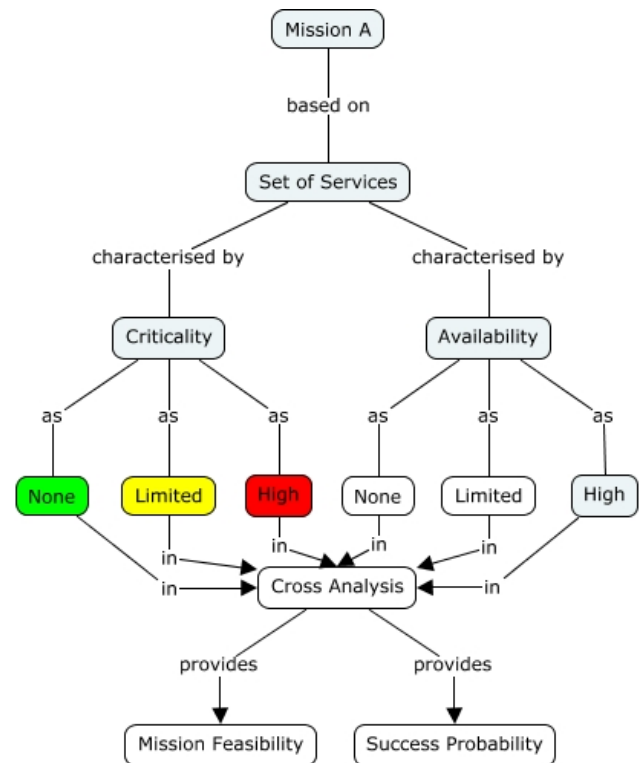 Mission A
based on
Set of Services
characterised by characterised by
Criticality Availability
as as as as as as
None Limited High None Limited High
in in in in
in in
Cross Analysis
provides provides
Mission Feasibility Success Probability